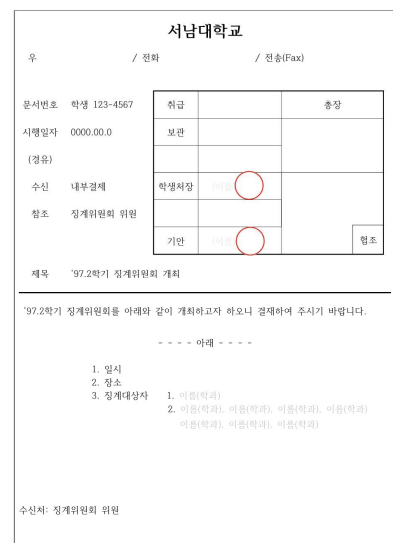 서남대학교
우 / 전화 / 전송(Fax)
문서번호 학생 123-4567 취급 총장
시행일자 0000.00.0 보관
(경유)
수신 내부결제 학생처장 (이름)
참조 징계위원회 위원
기안 (이름) 협조
제목 '97.2학기 징계위원회 개최
'97.2학기 징계위원회를 아래와 같이 개최하고자 하오니 결재하여 주시기 바랍니다.
- - - - 아래 - - - -
1. 일시
2. 장소
3. 징계대상자 1. 이름(학과)
2. 이름(학과), 이름(학과), 이름(학과), 이름(학과)
이름(학과), 이름(학과), 이름(학과)
수신처: 징계위원회 위원